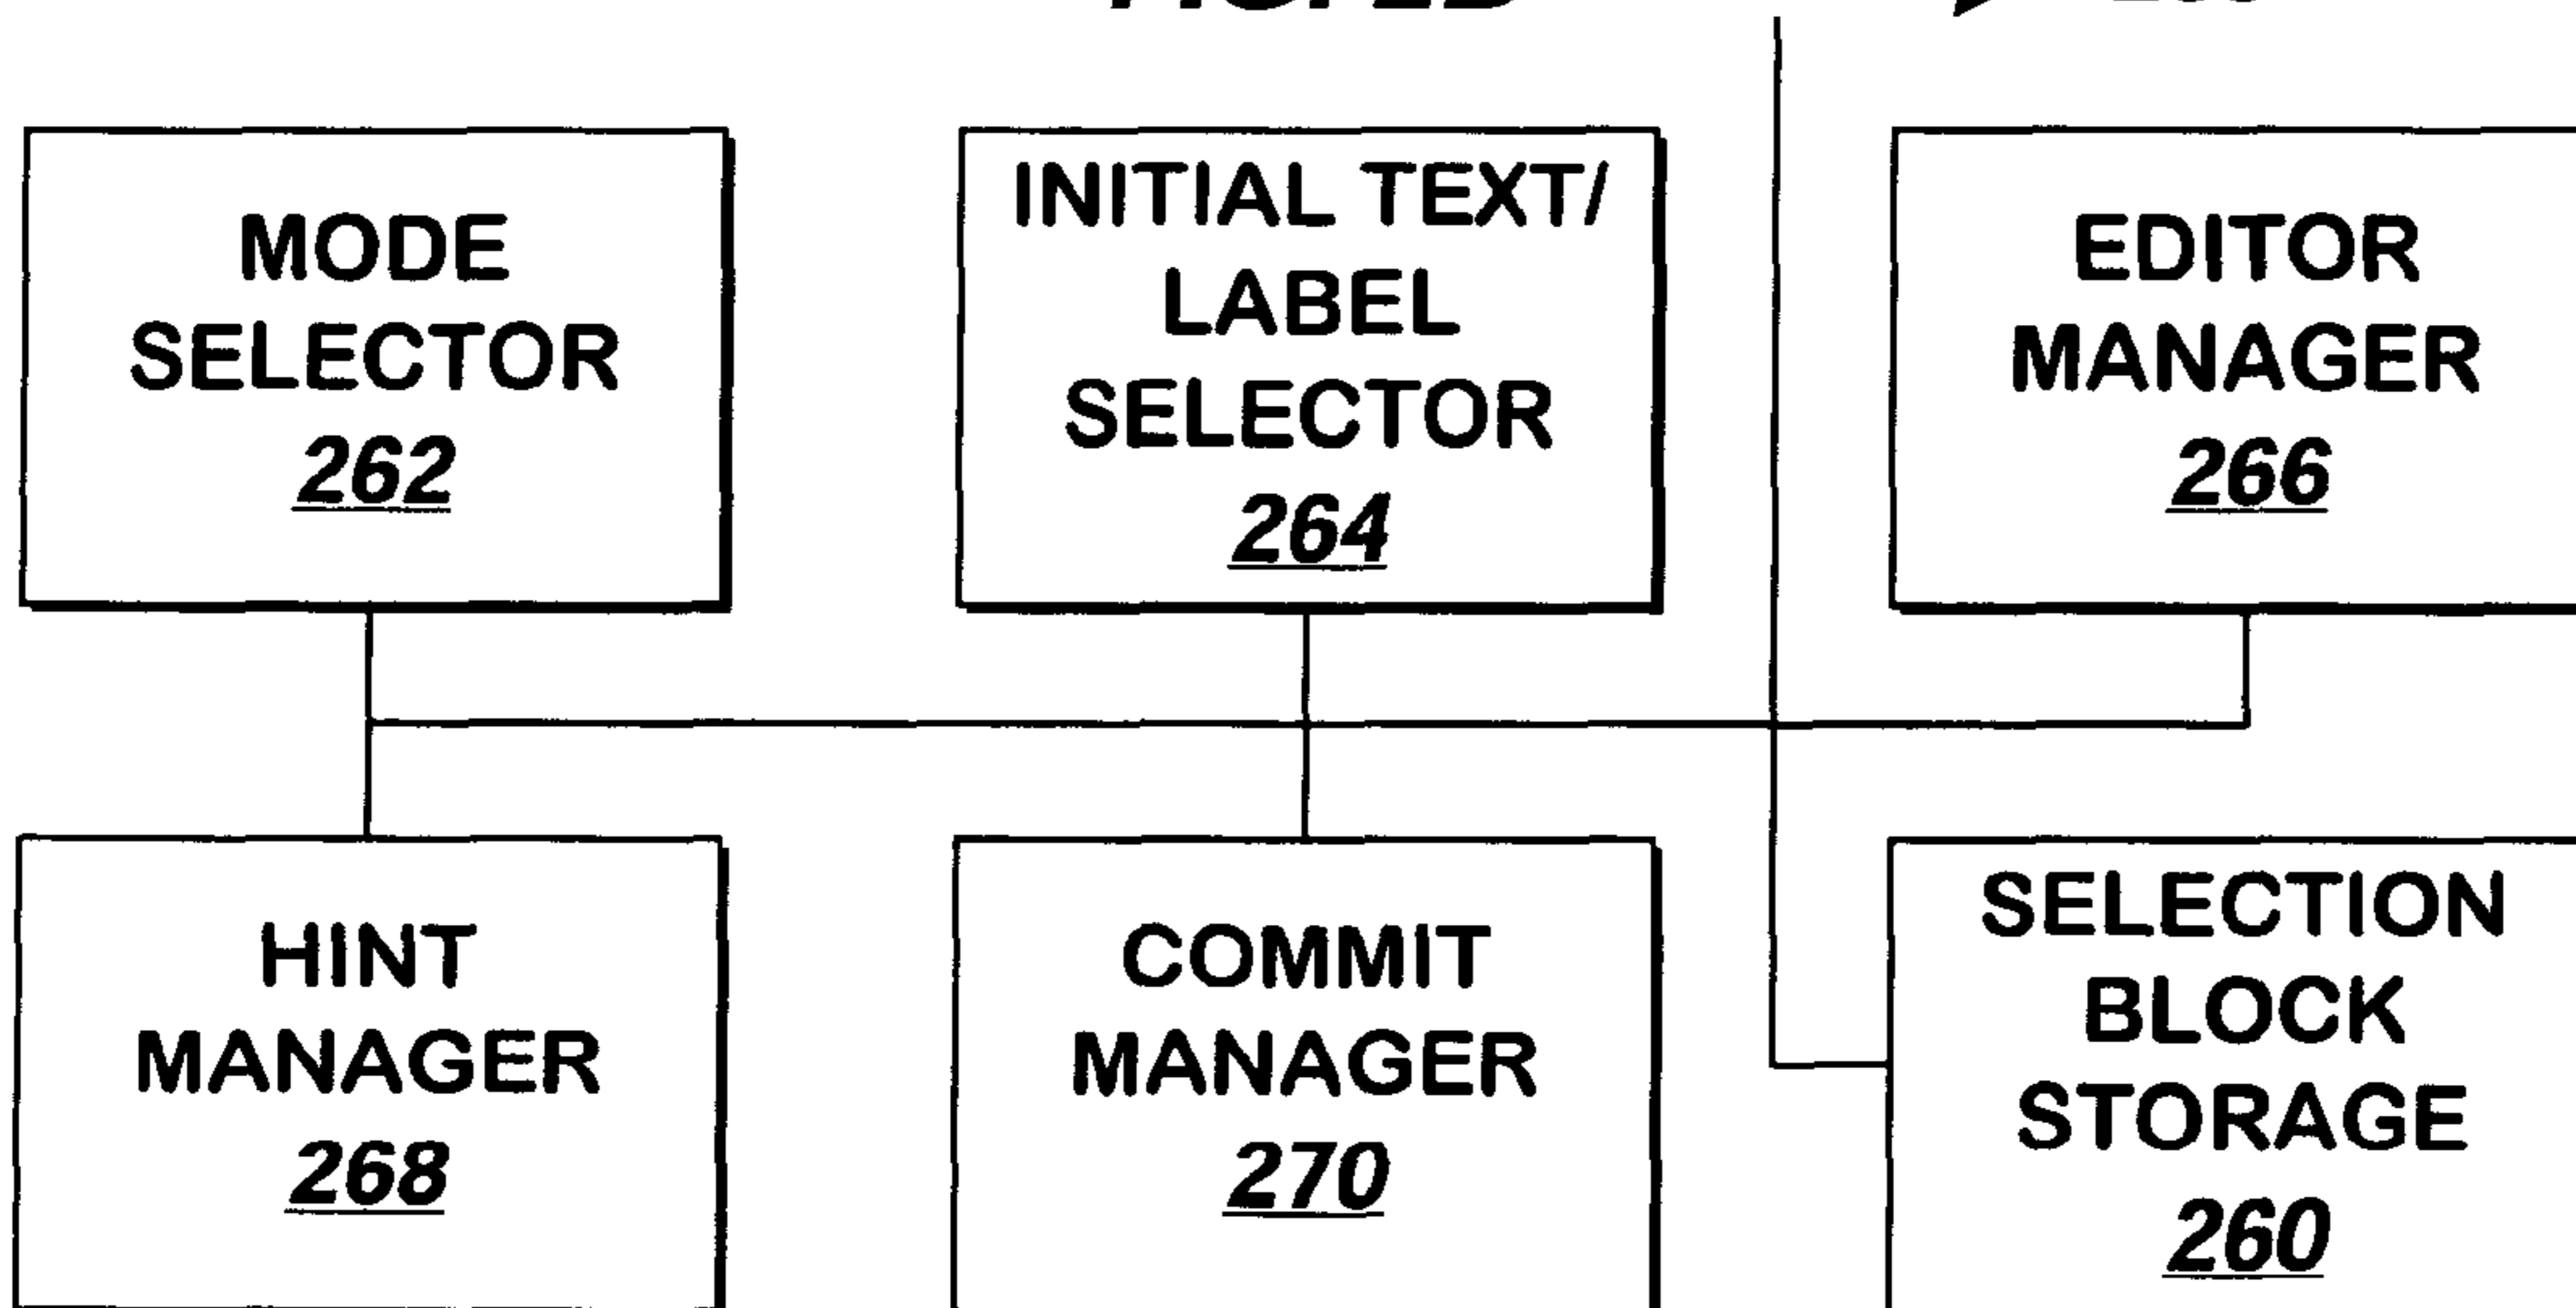 MODE
SELECTOR
262
INITIAL TEXT/
LABEL
SELECTOR
264
EDITOR
MANAGER
266
HINT
MANAGER
268
COMMIT
MANAGER
270
SELECTION
BLOCK
STORAGE
260